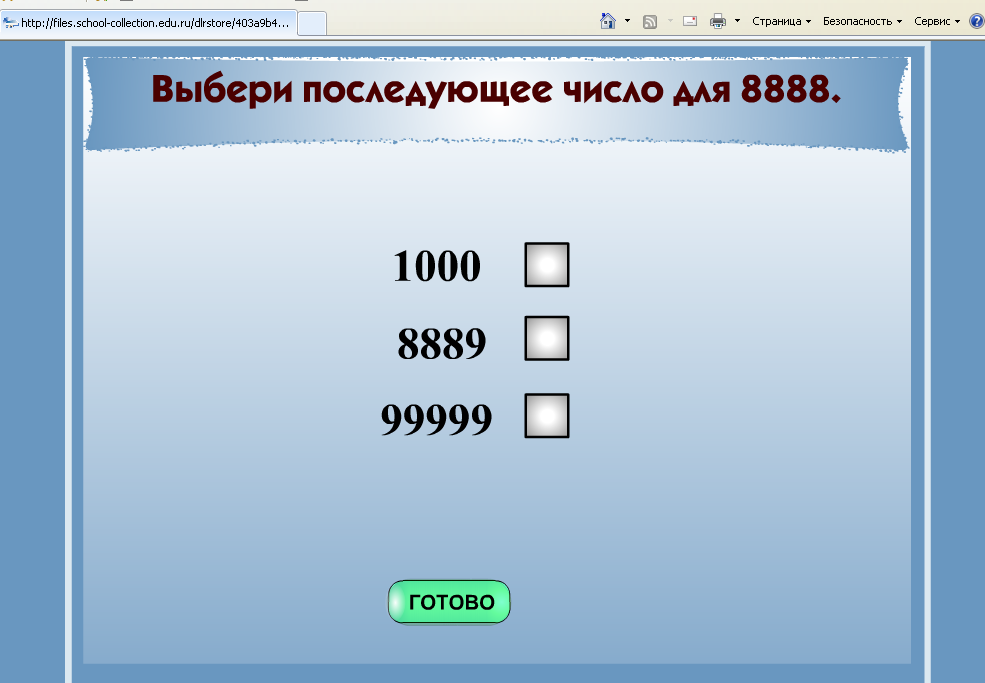 http://files.school-collection.edu.ru/dlrstore/403a9b4...
Страница Безопасность Сервис
Выбери последующее число для 8888.
1000
8889
99999
ГОТОВО